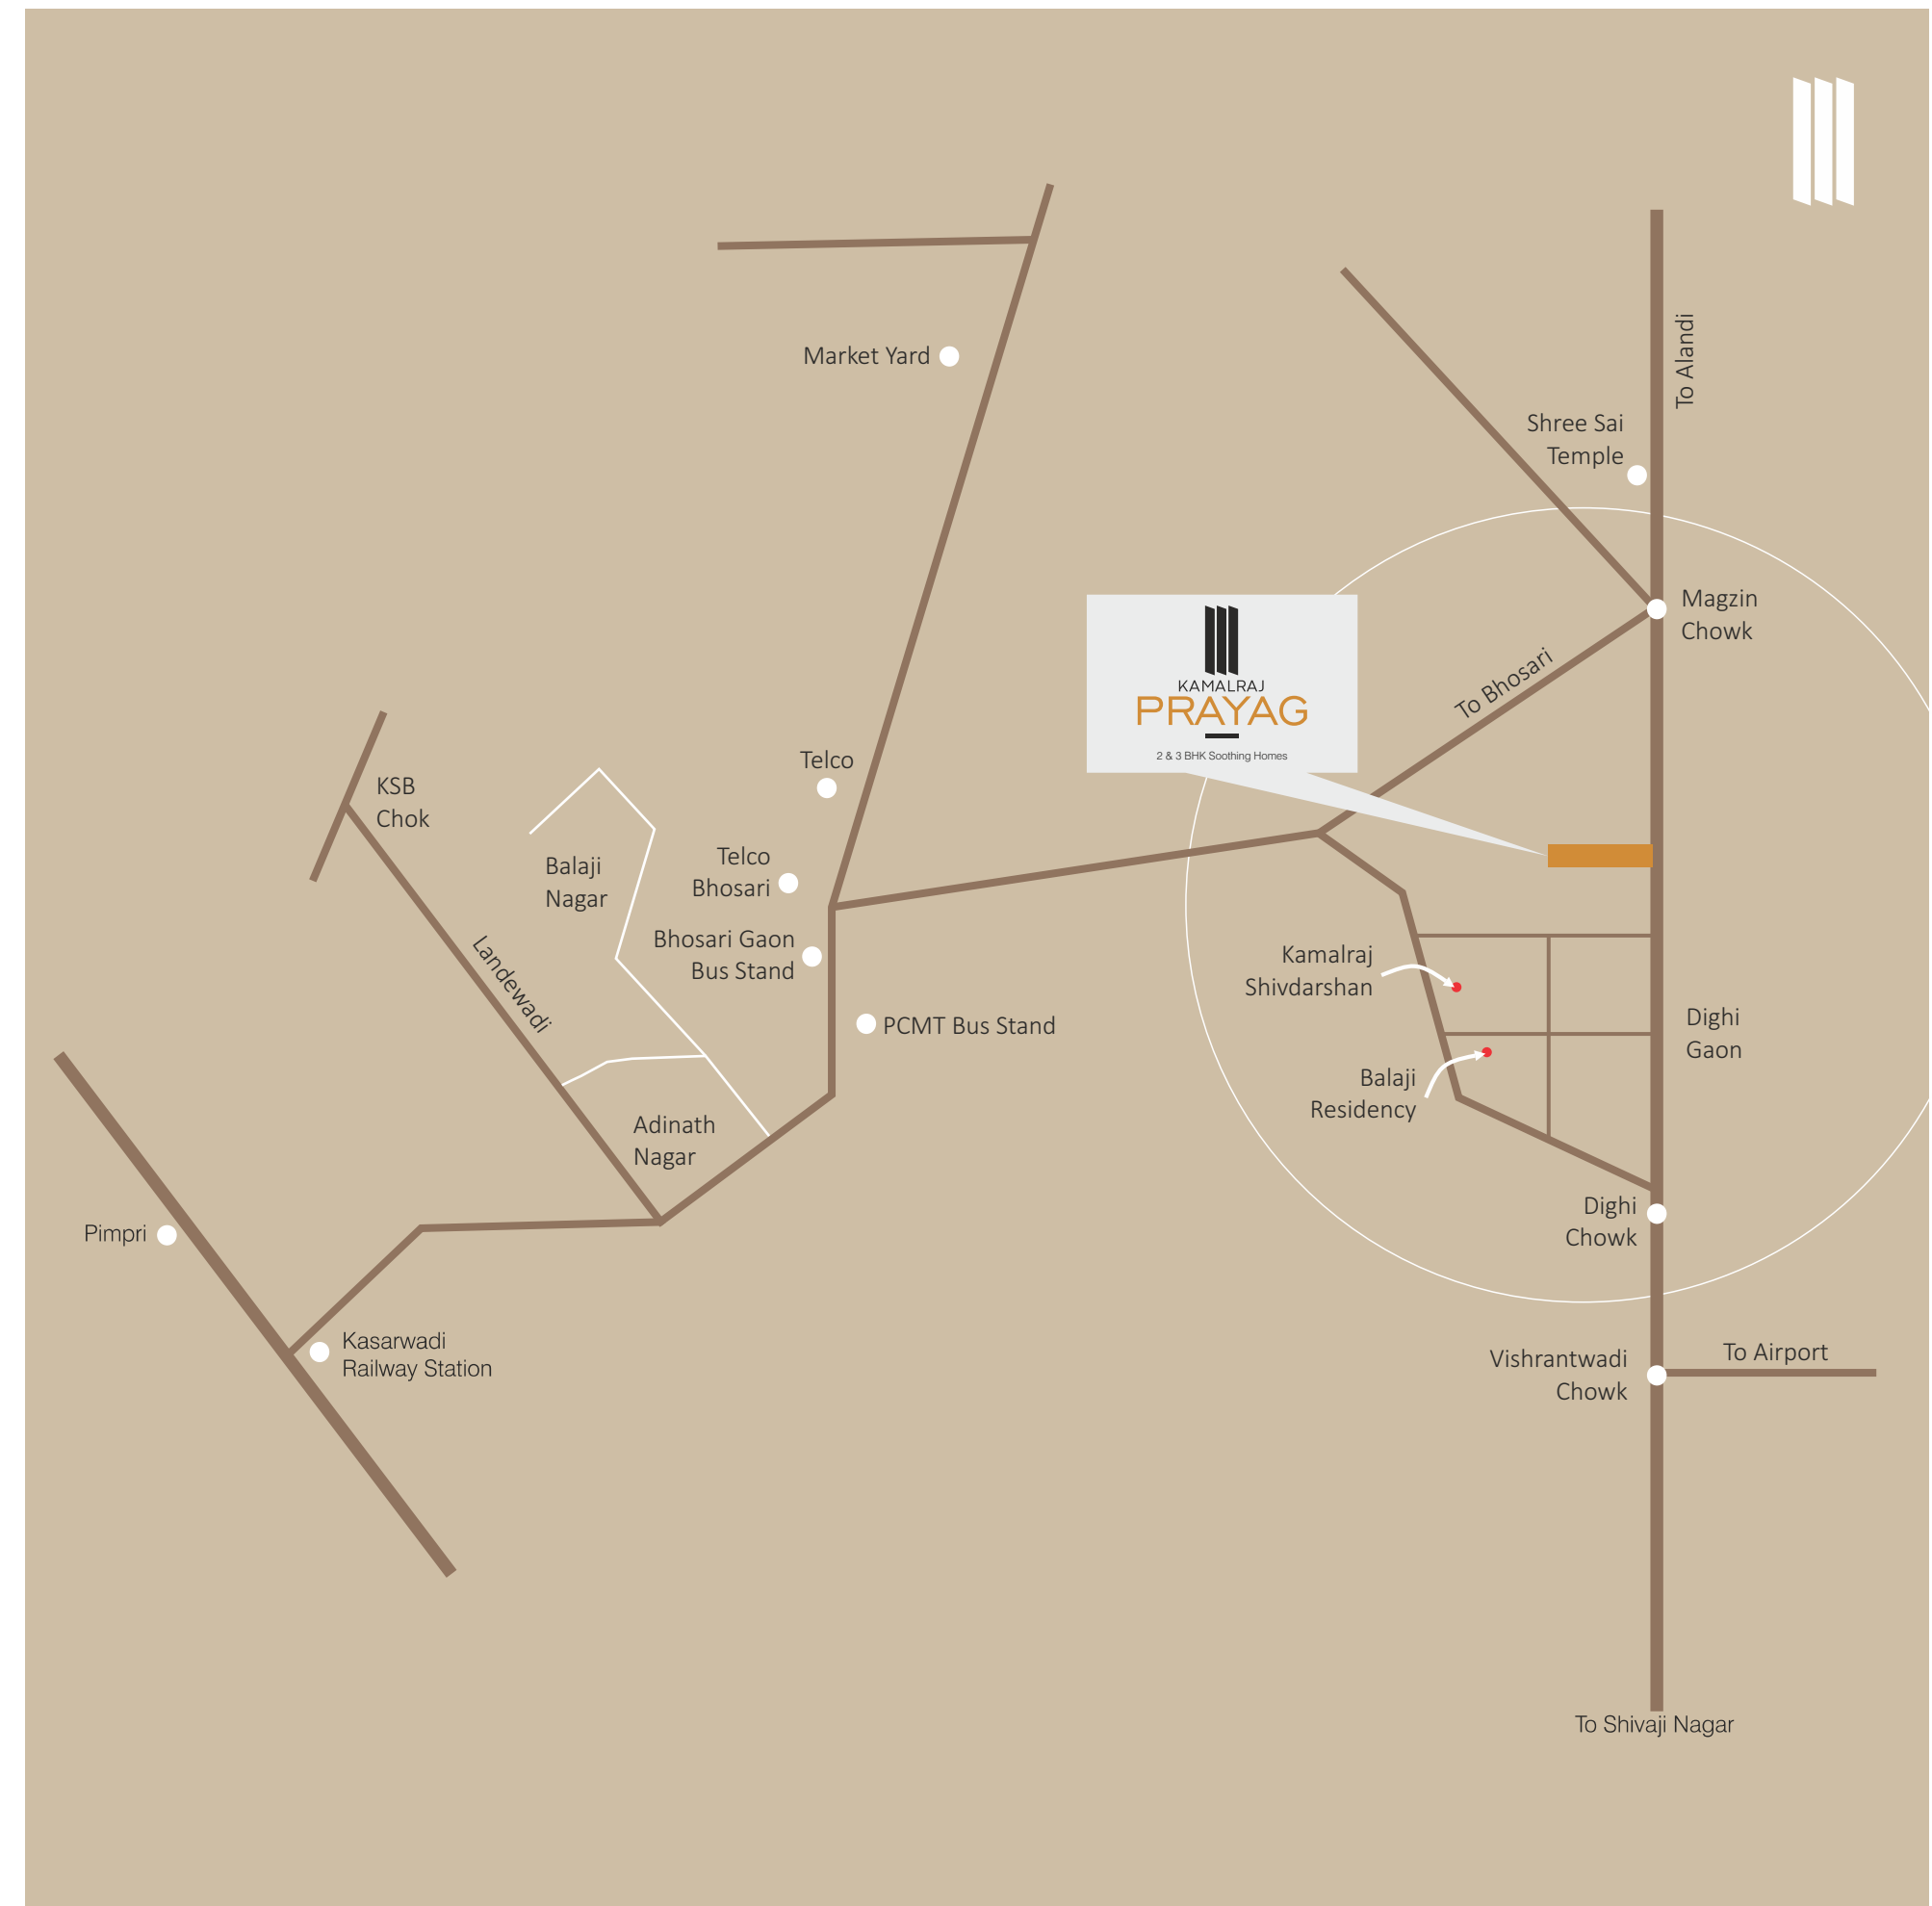 To Alandi
Market Yard
Shree Sai
Temple
Magzin
Chowk
To Bhosari
KAMALRAJ
PRAYAG
2 & 3 BHK Soothing Homes
Telco
KSB
Chok
Telco
Bhosari
Balaji
Nagar
Bhosari Gaon
Bus Stand
Landewadi
Kamalraj
Shivdarshan
PCMT Bus Stand
Dighi
Gaon
Balaji
Residency
Adinath
Nagar
Pimpri
Dighi
Chowk
Kasarwadi
Railway Station
Vishrantwadi
Chowk
To Airport
To Shivaji Nagar